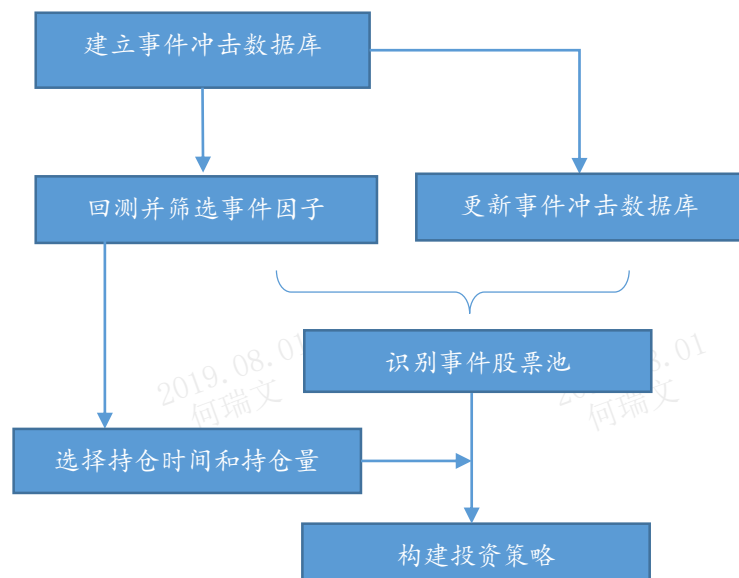 建立事件冲击数据库
回测并筛选事件因子
更新事件冲击数据库
识别事件股票池
2019.08.01
何瑞文
8.01
何瑞文
选择持仓时间和持仓量
构建投资策略